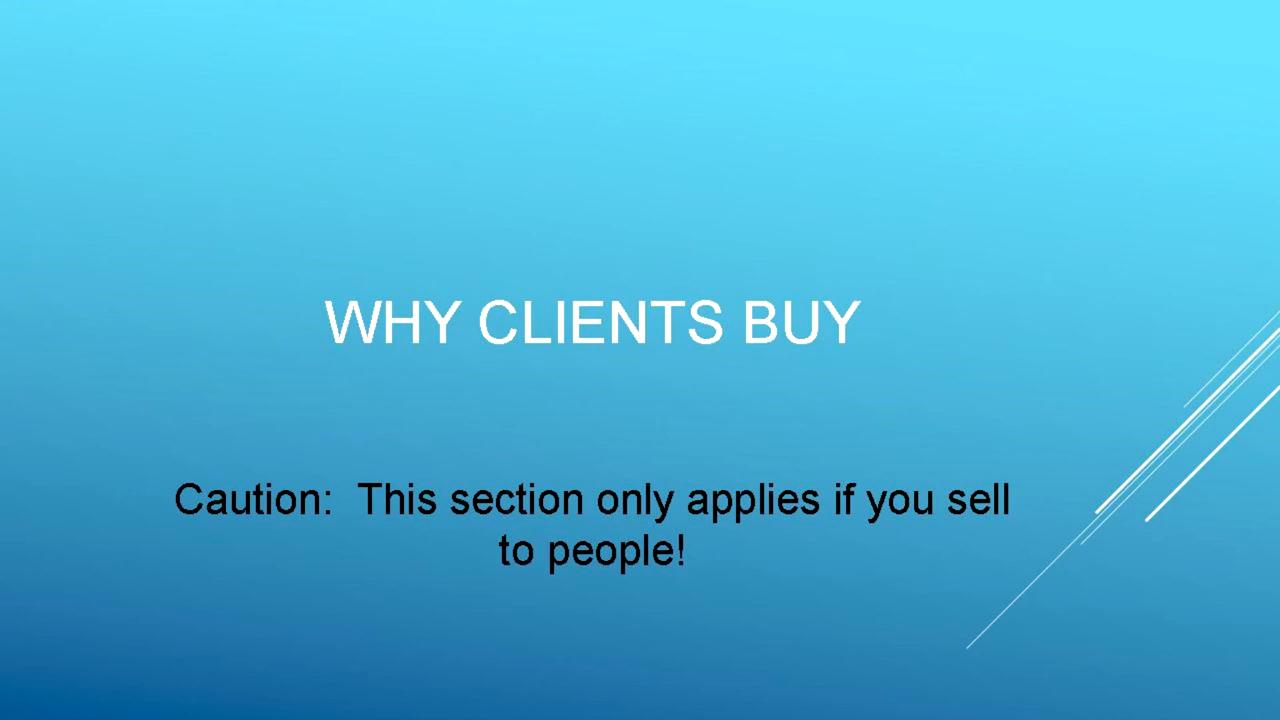 WHY CLIENTS BUY
Caution:  This section only applies if you sell
to people!